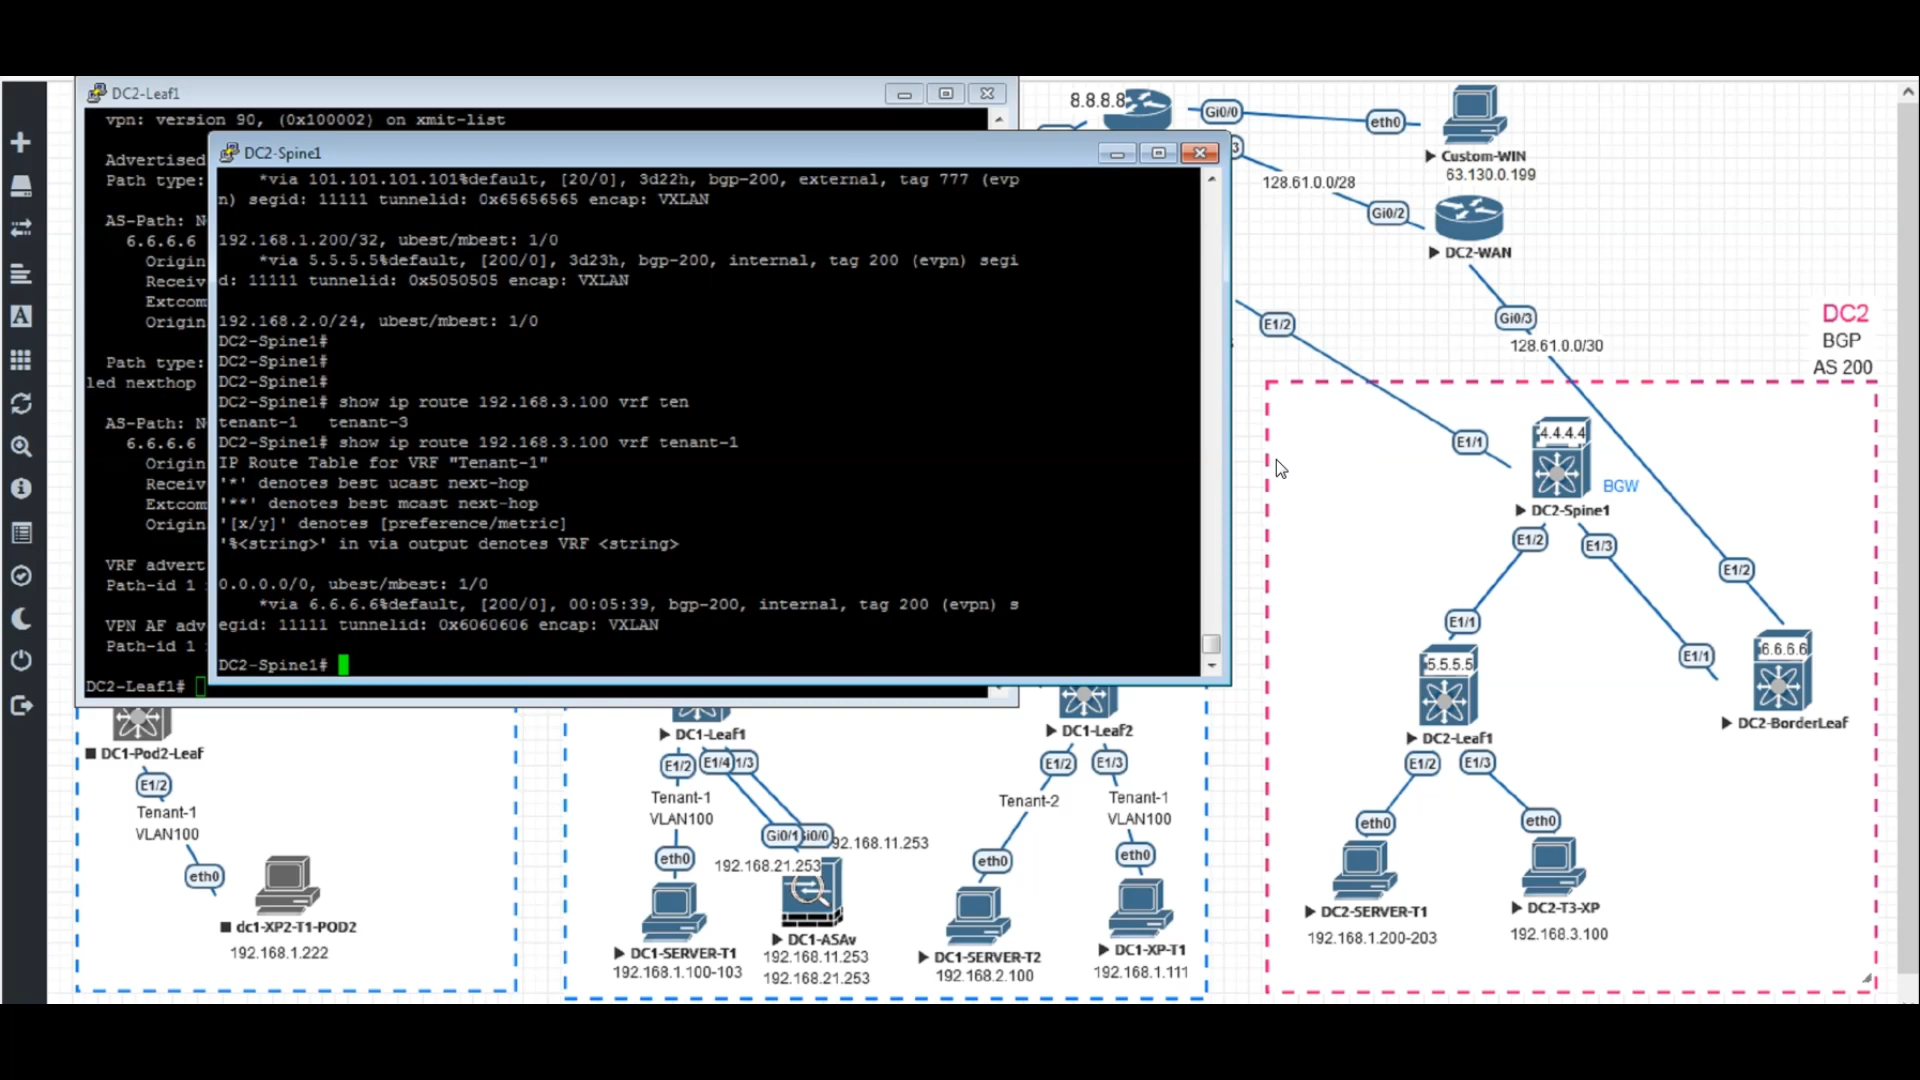 DC2-Leaf1
vpn: version 90, (0x100002) on xmit-list
Advertised
Path type:
AS-Path: N
6.6.6.6
Origin
Receiv
Extcom
Origin
Path type:
led nexthop
AS-Path: N
6.6.6.6
Origin
Receiv
Extcom
Origin
VRF advert
Path-id 1
VPN AF adv
Path-id 1
DC2-Leaf1#
DC2-Spine1
*via 101.101.101.101%default, [20/0], 3d22h, bgp-200, external, tag 777 (evp
n) segid: 11111 tunnelid: 0x65656565 encap: VXLAN
192.168.1.200/32, ubest/mbest: 1/0
*via 5.5.5.5%default, [200/0], 3d23h, bgp-200, internal, tag 200 (evpn) segi
d: 11111 tunnelid: 0x5050505 encap: VXLAN
192.168.2.0/24, ubest/mbest: 1/0
DC2-Spine1#
DC2-Spine1#
DC2-Spine1#
DC2-Spine1# show ip route 192.168.3.100 vrf ten
tenant-1 tenant-3
DC2-Spine1# show ip route 192.168.3.100 vrf tenant-1
IP Route Table for VRF "Tenant-1"
'*' denotes best ucast next-hop
'**' denotes best mcast next-hop
'[x/y]' denotes [preference/metric]
'%<string>' in via output denotes VRF <string>
0.0.0.0/0, ubest/mbest: 1/0
*via 6.6.6.6%default, [200/0], 00:05:39, bgp-200, internal, tag 200 (evpn) s
egid: 11111 tunnelid: 0x6060606 encap: VXLAN
DC2-Spine1#
8.8.8.8
Gi0/0
eth0
Custom-WIN
63.130.0.199
3
128.61.0.0/28
Gi0/2
DC2-WAN
Gi0/3
128.61.0.0/30
E1/2
DC2
BGP
AS 200
E1/1
4.4.4.4
BGW
DC2-Spine1
E1/2
E1/3
E1/2
E1/1
E1/1
5.5.5.5
6.6.6.6
DC2-BorderLeaf
DC2-Leaf1
E1/2
E1/3
eth0
eth0
DC2-SERVER-T1
192.168.1.200-203
DC2-T3-XP
192.168.3.100
DC1-Pod2-Leaf
E1/2
Tenant-1
VLAN100
eth0
dc1-XP2-T1-POD2
192.168.1.222
DC1-Leaf1
E1/2
E1/4
1/3
Tenant-1
VLAN100
Gi0/1
Gi0/0
92.168.11.253
192.168.21.253
eth0
DC1-SERVER-T1
192.168.1.100-103
DC1-ASAv
192.168.11.253
192.168.21.253
DC1-Leaf2
E1/2
E1/3
Tenant-2
Tenant-1
VLAN100
eth0
eth0
DC1-SERVER-T2
192.168.2.100
DC1-XP-T1
192.168.1.111